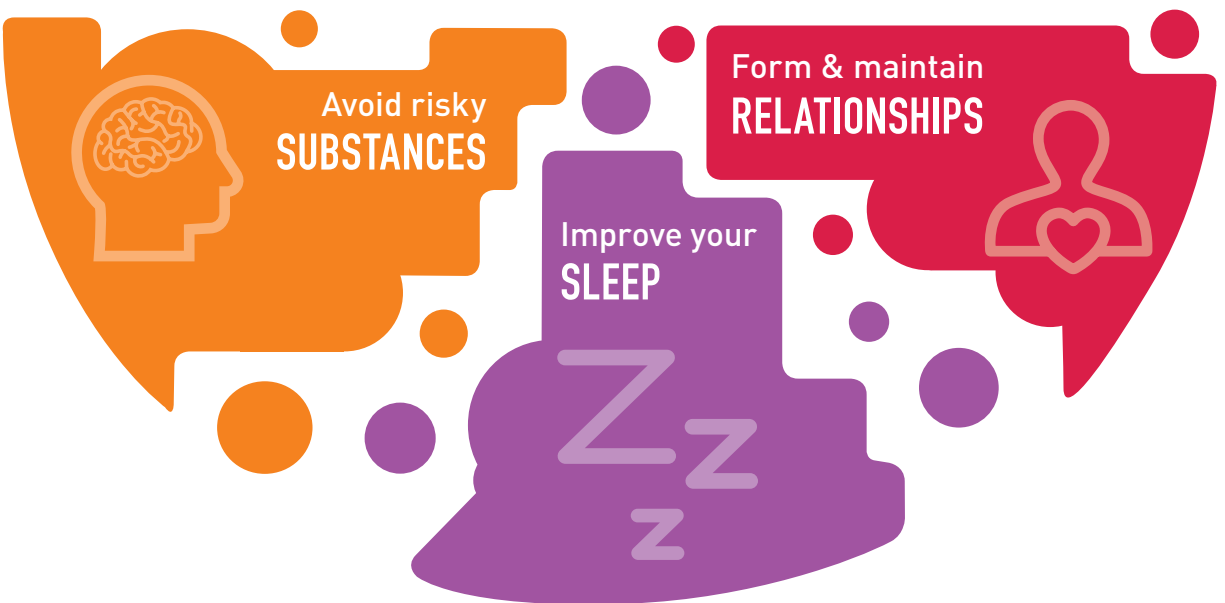 Avoid risky
SUBSTANCES
Form & maintain
RELATIONSHIPS
Improve your
SLEEP
Z
Z
Z